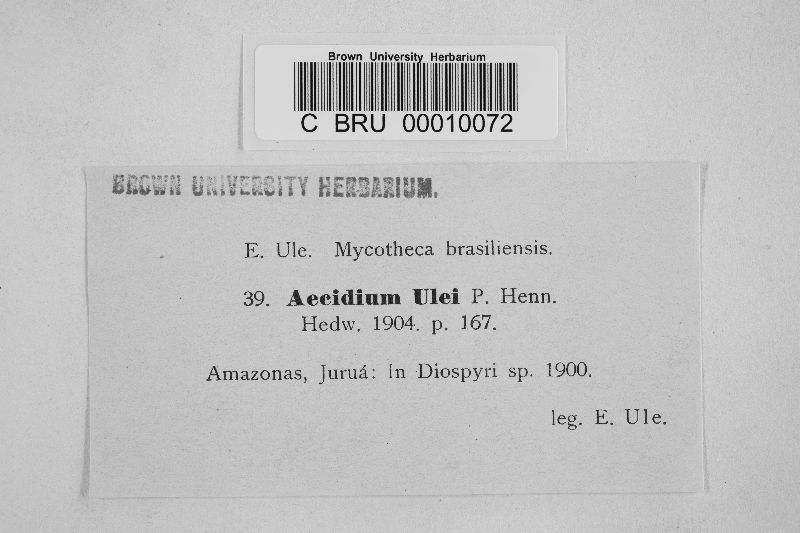 Brown University Herbarium
C BRU 00010072
BROWN UNIVERSITY HERBARIUM.
E. Ule. Mycotheca brasiliensis.
39. Aecidium Ulei P. Henn.
Hedw. 1904. p. 167.
Amazonas, Juruá: In Diospyri sp. 1900.
leg. E. Ule.